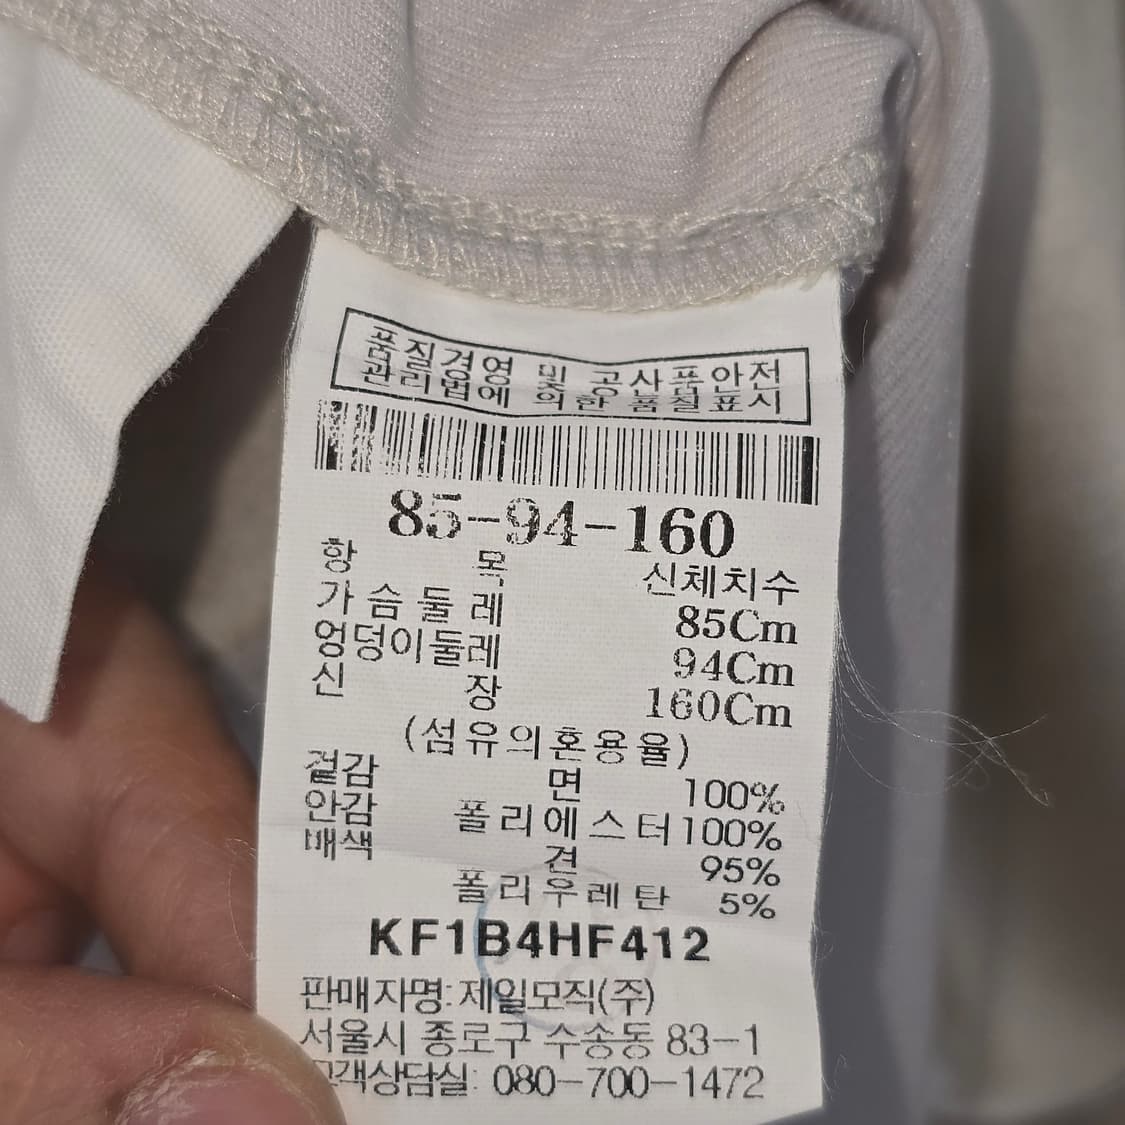 품질경영 및 공산품안전
관리법에 의한 품질표시
85-94-160
항 목 신체치수
가슴둘레 85Cm
엉덩이둘레 94Cm
신 장 160Cm
(섬유의혼용율)
겉감 면 100%
안감 폴리에스터 100%
배색 견 95%
폴리우레탄 5%
KF1B4HF412
판매자명: 제일모직(주)
서울시 종로구 수송동 83-1
고객상담실: 080-700-1472